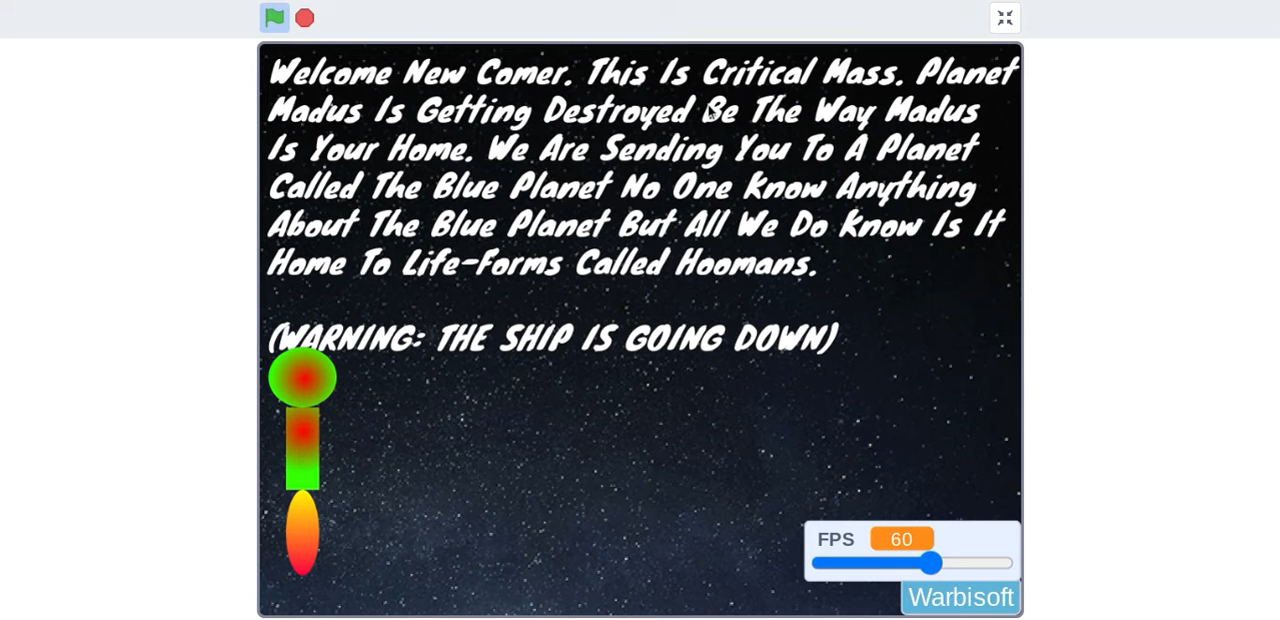 Welcome New Comer. This Is Critical Mass. Planet
Madus Is Getting Destroyed Be The Way Madus
Is Your Home. We Are Sending You To A Planet
Called The Blue Planet No One Know Anything
About The Blue Planet But All We Do Know Is It
Home To Life-Forms Called Hoomans.
(WARNING: THE SHIP IS GOING DOWN)
FPS 60
Warbisoft